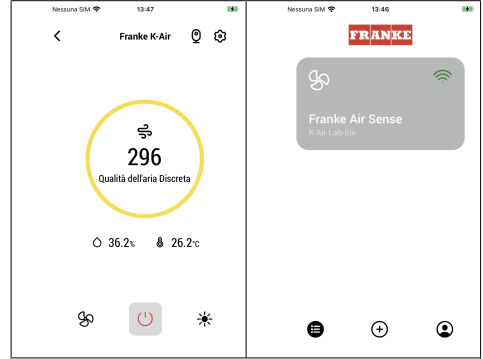 Nessuna SIM 13:47
Franke K-Air
296
Qualità dell'aria Discreta
36.2% 26.2°C
Nessuna SIM 13:46
FRANKE
Franke Air Sense
K-Air Lab-Ele